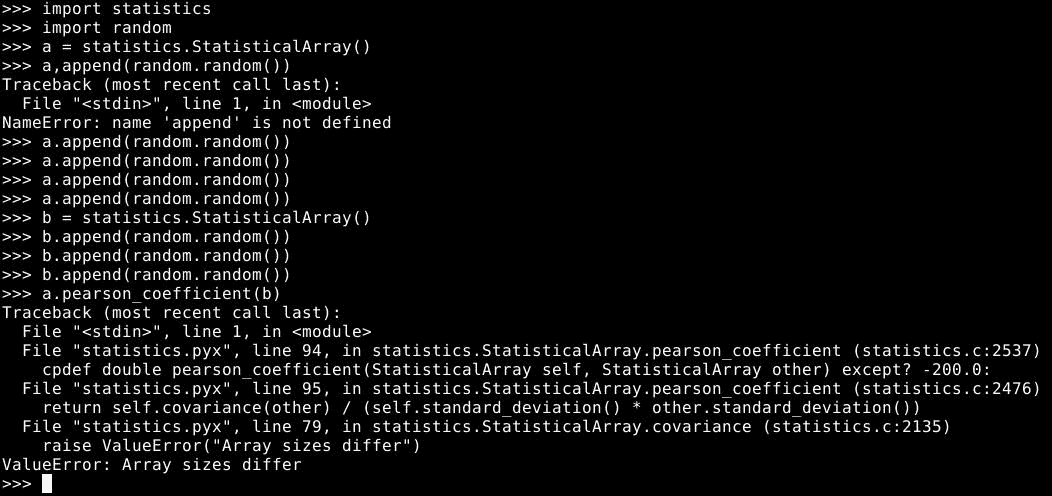 >>> import statistics
>>> import random
>>> a = statistics.StatisticalArray()
>>> a,append(random.random())
Traceback (most recent call last):
  File "<stdin>", line 1, in <module>
NameError: name 'append' is not defined
>>> a.append(random.random())
>>> a.append(random.random())
>>> a.append(random.random())
>>> a.append(random.random())
>>> b = statistics.StatisticalArray()
>>> b.append(random.random())
>>> b.append(random.random())
>>> b.append(random.random())
>>> a.pearson_coefficient(b)
Traceback (most recent call last):
  File "<stdin>", line 1, in <module>
  File "statistics.pyx", line 94, in statistics.StatisticalArray.pearson_coefficient (statistics.c:2537)
    cpdef double pearson_coefficient(StatisticalArray self, StatisticalArray other) except? -200.0:
  File "statistics.pyx", line 95, in statistics.StatisticalArray.pearson_coefficient (statistics.c:2476)
    return self.covariance(other) / (self.standard_deviation() * other.standard_deviation())
  File "statistics.pyx", line 79, in statistics.StatisticalArray.covariance (statistics.c:2135)
    raise ValueError("Array sizes differ")
ValueError: Array sizes differ
>>>